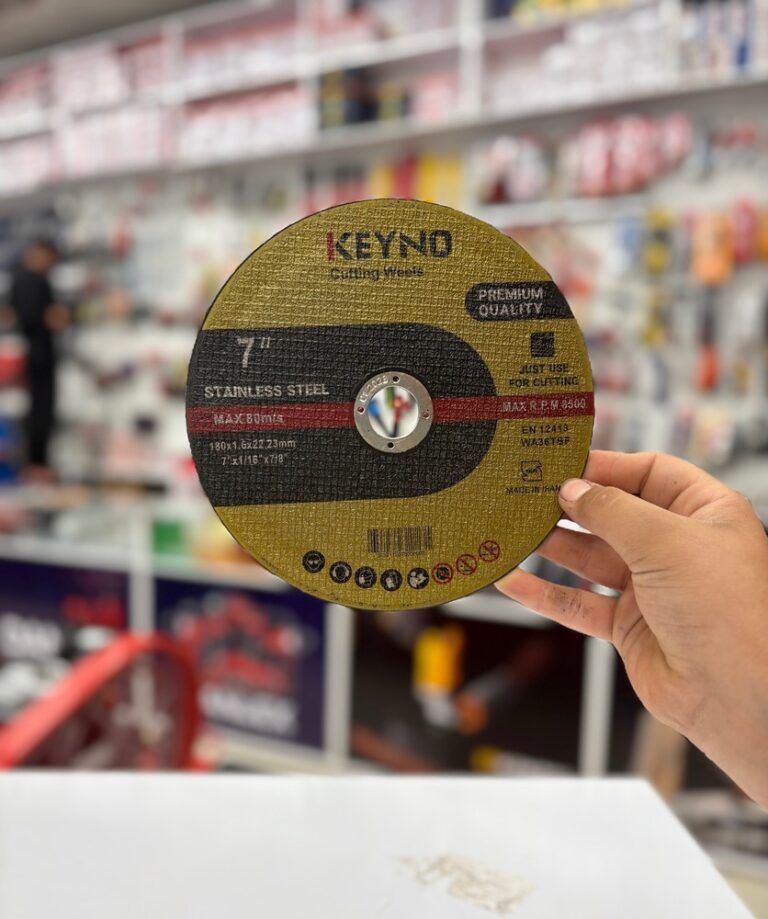 KEYNO
Cutting Weels
PREMIUM
QUALITY
7"
JUST USE
FOR CUTTING
STAINLESS STEEL
MAX 80m/s
MAX R.P.M 8500
180x1.6x22.23mm
7"x1/16"x7/8"
EN 12413
WA36TBF
MADE IN IRAN